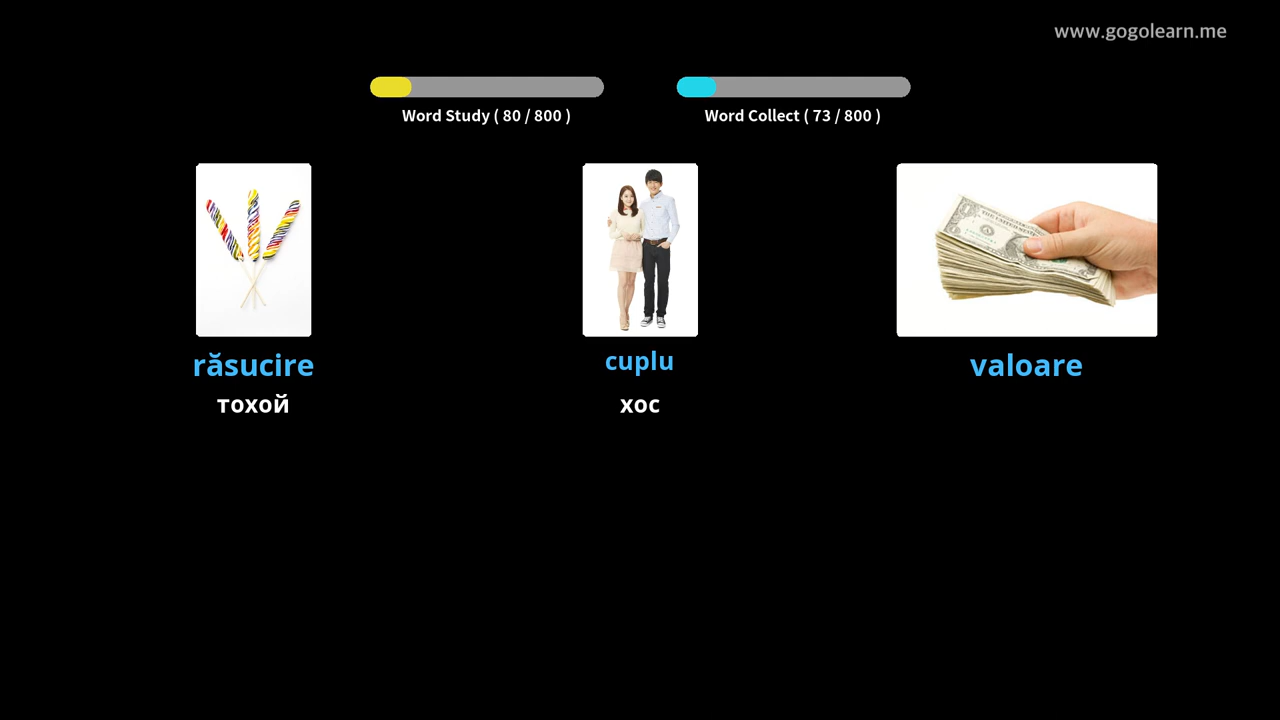 www.gogolearn.me
Word Study ( 80 / 800 )
Word Collect ( 73 / 800 )
răsucire
cuplu
valoare
тохой
хос